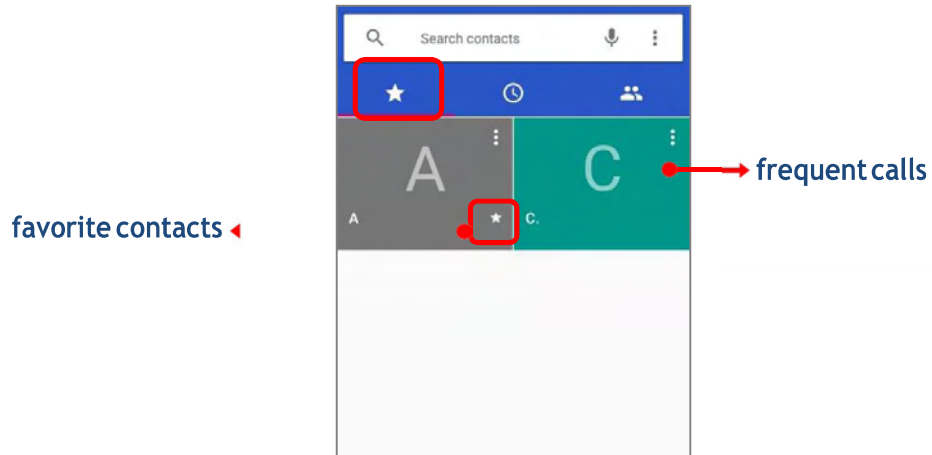 Search contacts
A
C
frequent calls
A
C.
favorite contacts